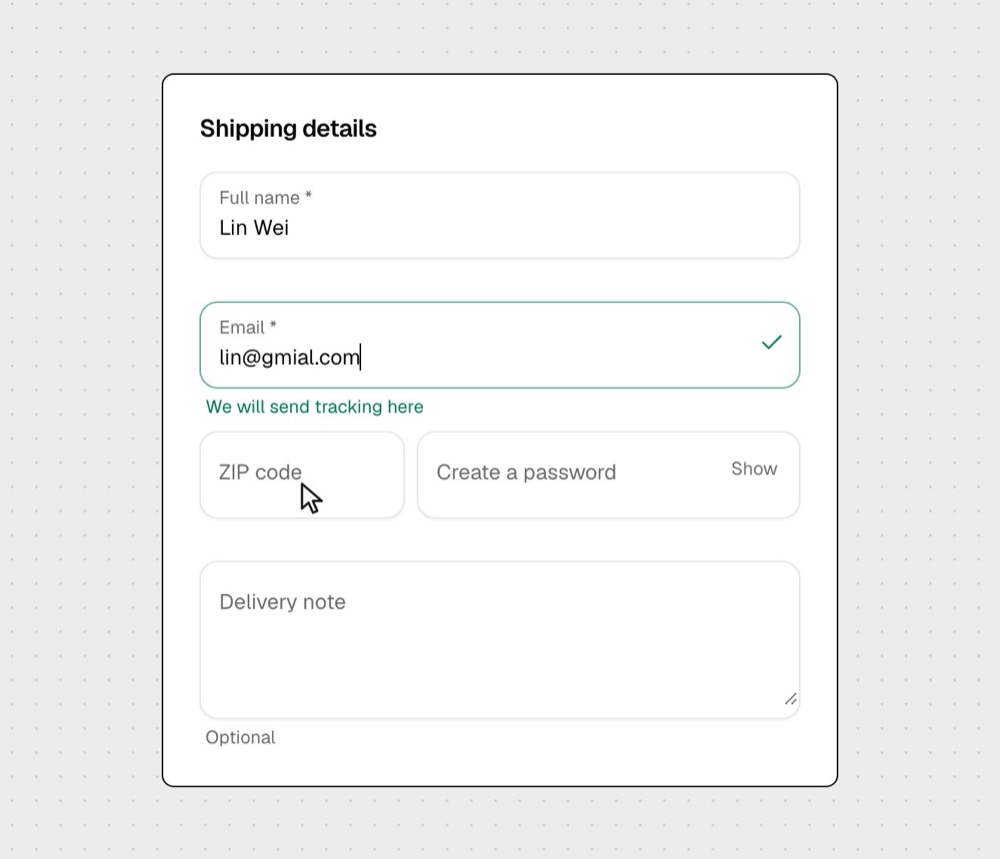 Shipping details
Full name *
Lin Wei
Email *
lin@gmial.com
We will send tracking here
ZIP code
Create a password
Show
Delivery note
Optional